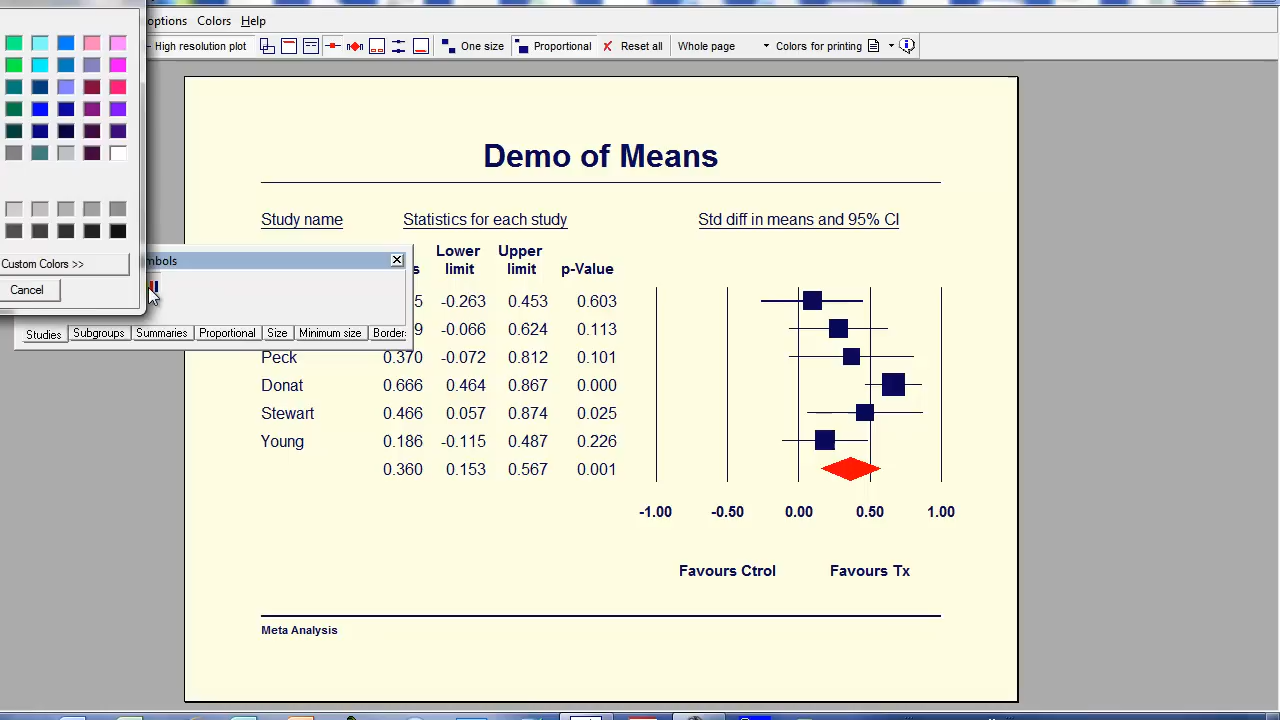 options Colors Help
High resolution plot One size Proportional Reset all Whole page Colors for printing
Custom Colors >>
Cancel
mbols
Studies Subgroups Summaries Proportional Size Minimum size Border
Demo of Means
Study name Statistics for each study Std diff in means and 95% CI
Lower Upper
s limit limit p-Value
5 -0.263 0.453 0.603
9 -0.066 0.624 0.113
Peck 0.370 -0.072 0.812 0.101
Donat 0.666 0.464 0.867 0.000
Stewart 0.466 0.057 0.874 0.025
Young 0.186 -0.115 0.487 0.226
0.360 0.153 0.567 0.001
-1.00 -0.50 0.00 0.50 1.00
Favours Ctrol Favours Tx
Meta Analysis